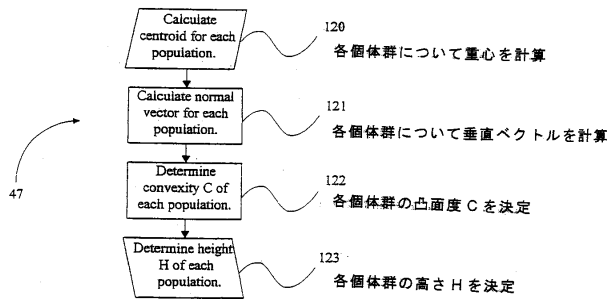 Calculate
centroid for each
population.
120
各個体群について重心を計算
Calculate normal
vector for each
population.
121
各個体群について垂直ベクトルを計算
Determine
convexity C of
each population.
122
各個体群の凸面度Cを決定
Determine height
H of each
population.
123
各個体群の高さHを決定
47